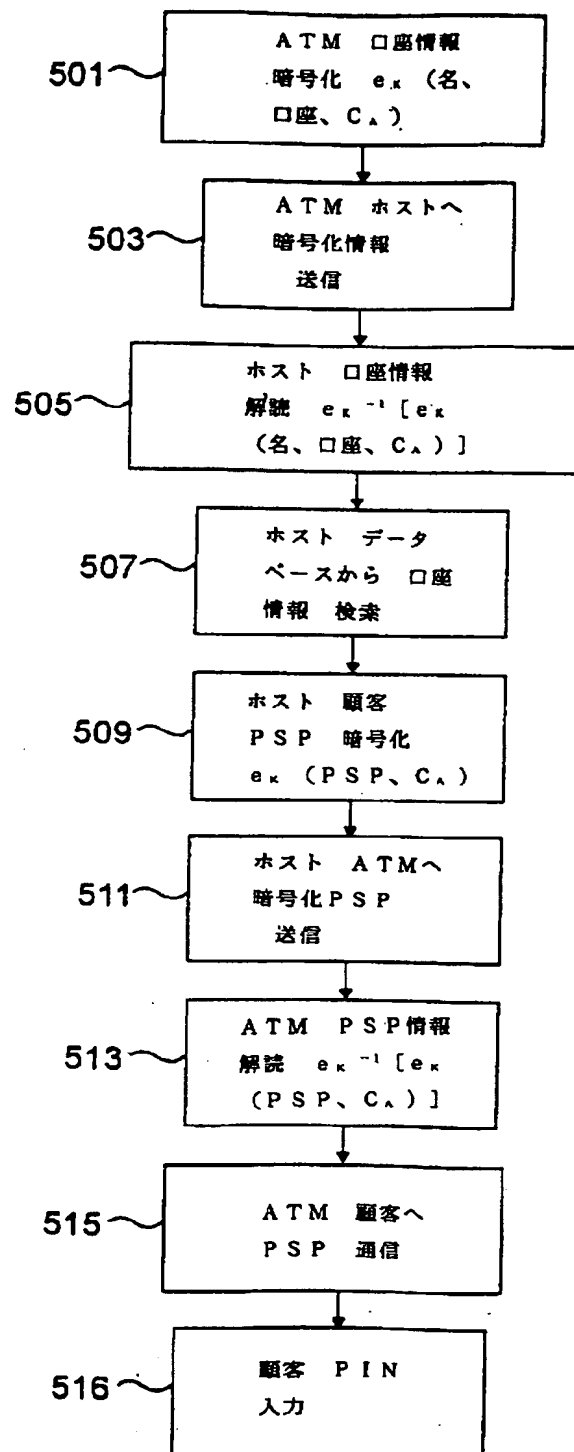 501
ATM 口座情報
暗号化 eK (名、
口座、CA)
503
ATM ホストへ
暗号化情報
送信
505
ホスト 口座情報
解読 eK⁻¹[eK
(名、口座、CA)]
507
ホスト データ
ベースから 口座
情報 検索
509
ホスト 顧客
PSP 暗号化
eK (PSP、CA)
511
ホスト ATMへ
暗号化PSP
送信
513
ATM PSP情報
解読 eK⁻¹[eK
(PSP、CA)]
515
ATM 顧客へ
PSP 通信
516
顧客 PIN
入力